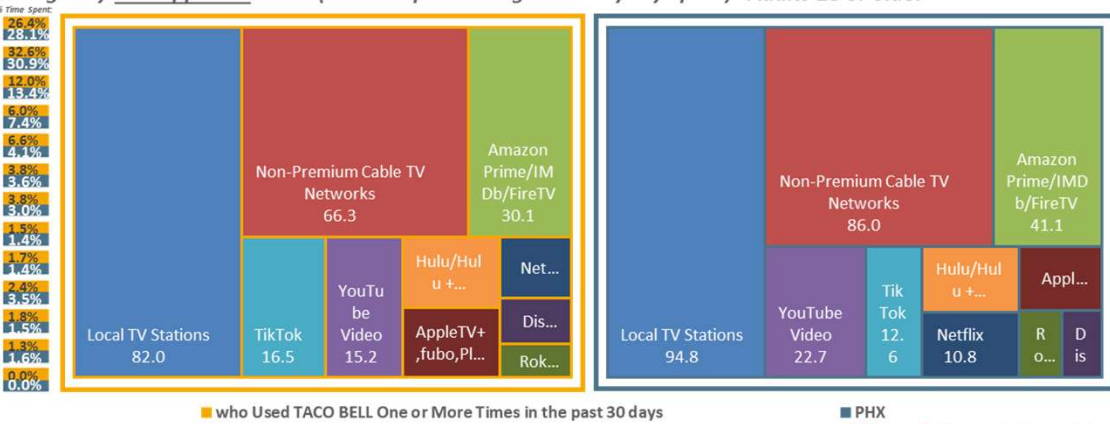 % Time Spent:
26.4%
28.1%
32.6%
30.9%
12.0%
13.4%
6.0%
7.4%
6.6%
4.1%
3.8%
3.6%
3.8%
3.0%
1.5%
1.4%
1.7%
1.4%
2.4%
3.5%
1.8%
1.5%
1.3%
1.6%
0.0%
0.0%
Local TV Stations
82.0
Non-Premium Cable TV
Networks
66.3
Amazon
Prime/IM
Db/FireTV
30.1
TikTok
16.5
YouTu
be
Video
15.2
Hulu/Hul
u +...
AppleTV+
,fubo,Pl...
Net...
Dis...
Rok...
Local TV Stations
94.8
Non-Premium Cable TV
Networks
86.0
Amazon
Prime/IMD
b/FireTV
41.1
YouTube
Video
22.7
Tik
Tok
12.
6
Hulu/Hul
u +...
Netflix
10.8
Appl...
R
o...
D
is
who Used TACO BELL One or More Times in the past 30 days
PHX